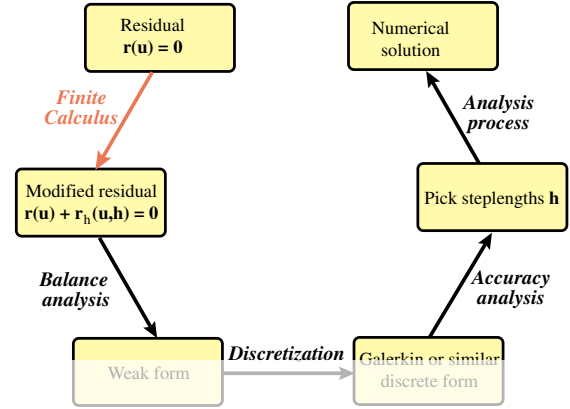 Residual
r(u) = 0
Finite
Calculus
Modified residual
r(u) + r_h(u,h) = 0
Balance
analysis
Weak form
Discretization
Galerkin or similar
discrete form
Accuracy
analysis
Pick steplengths h
Analysis
process
Numerical
solution